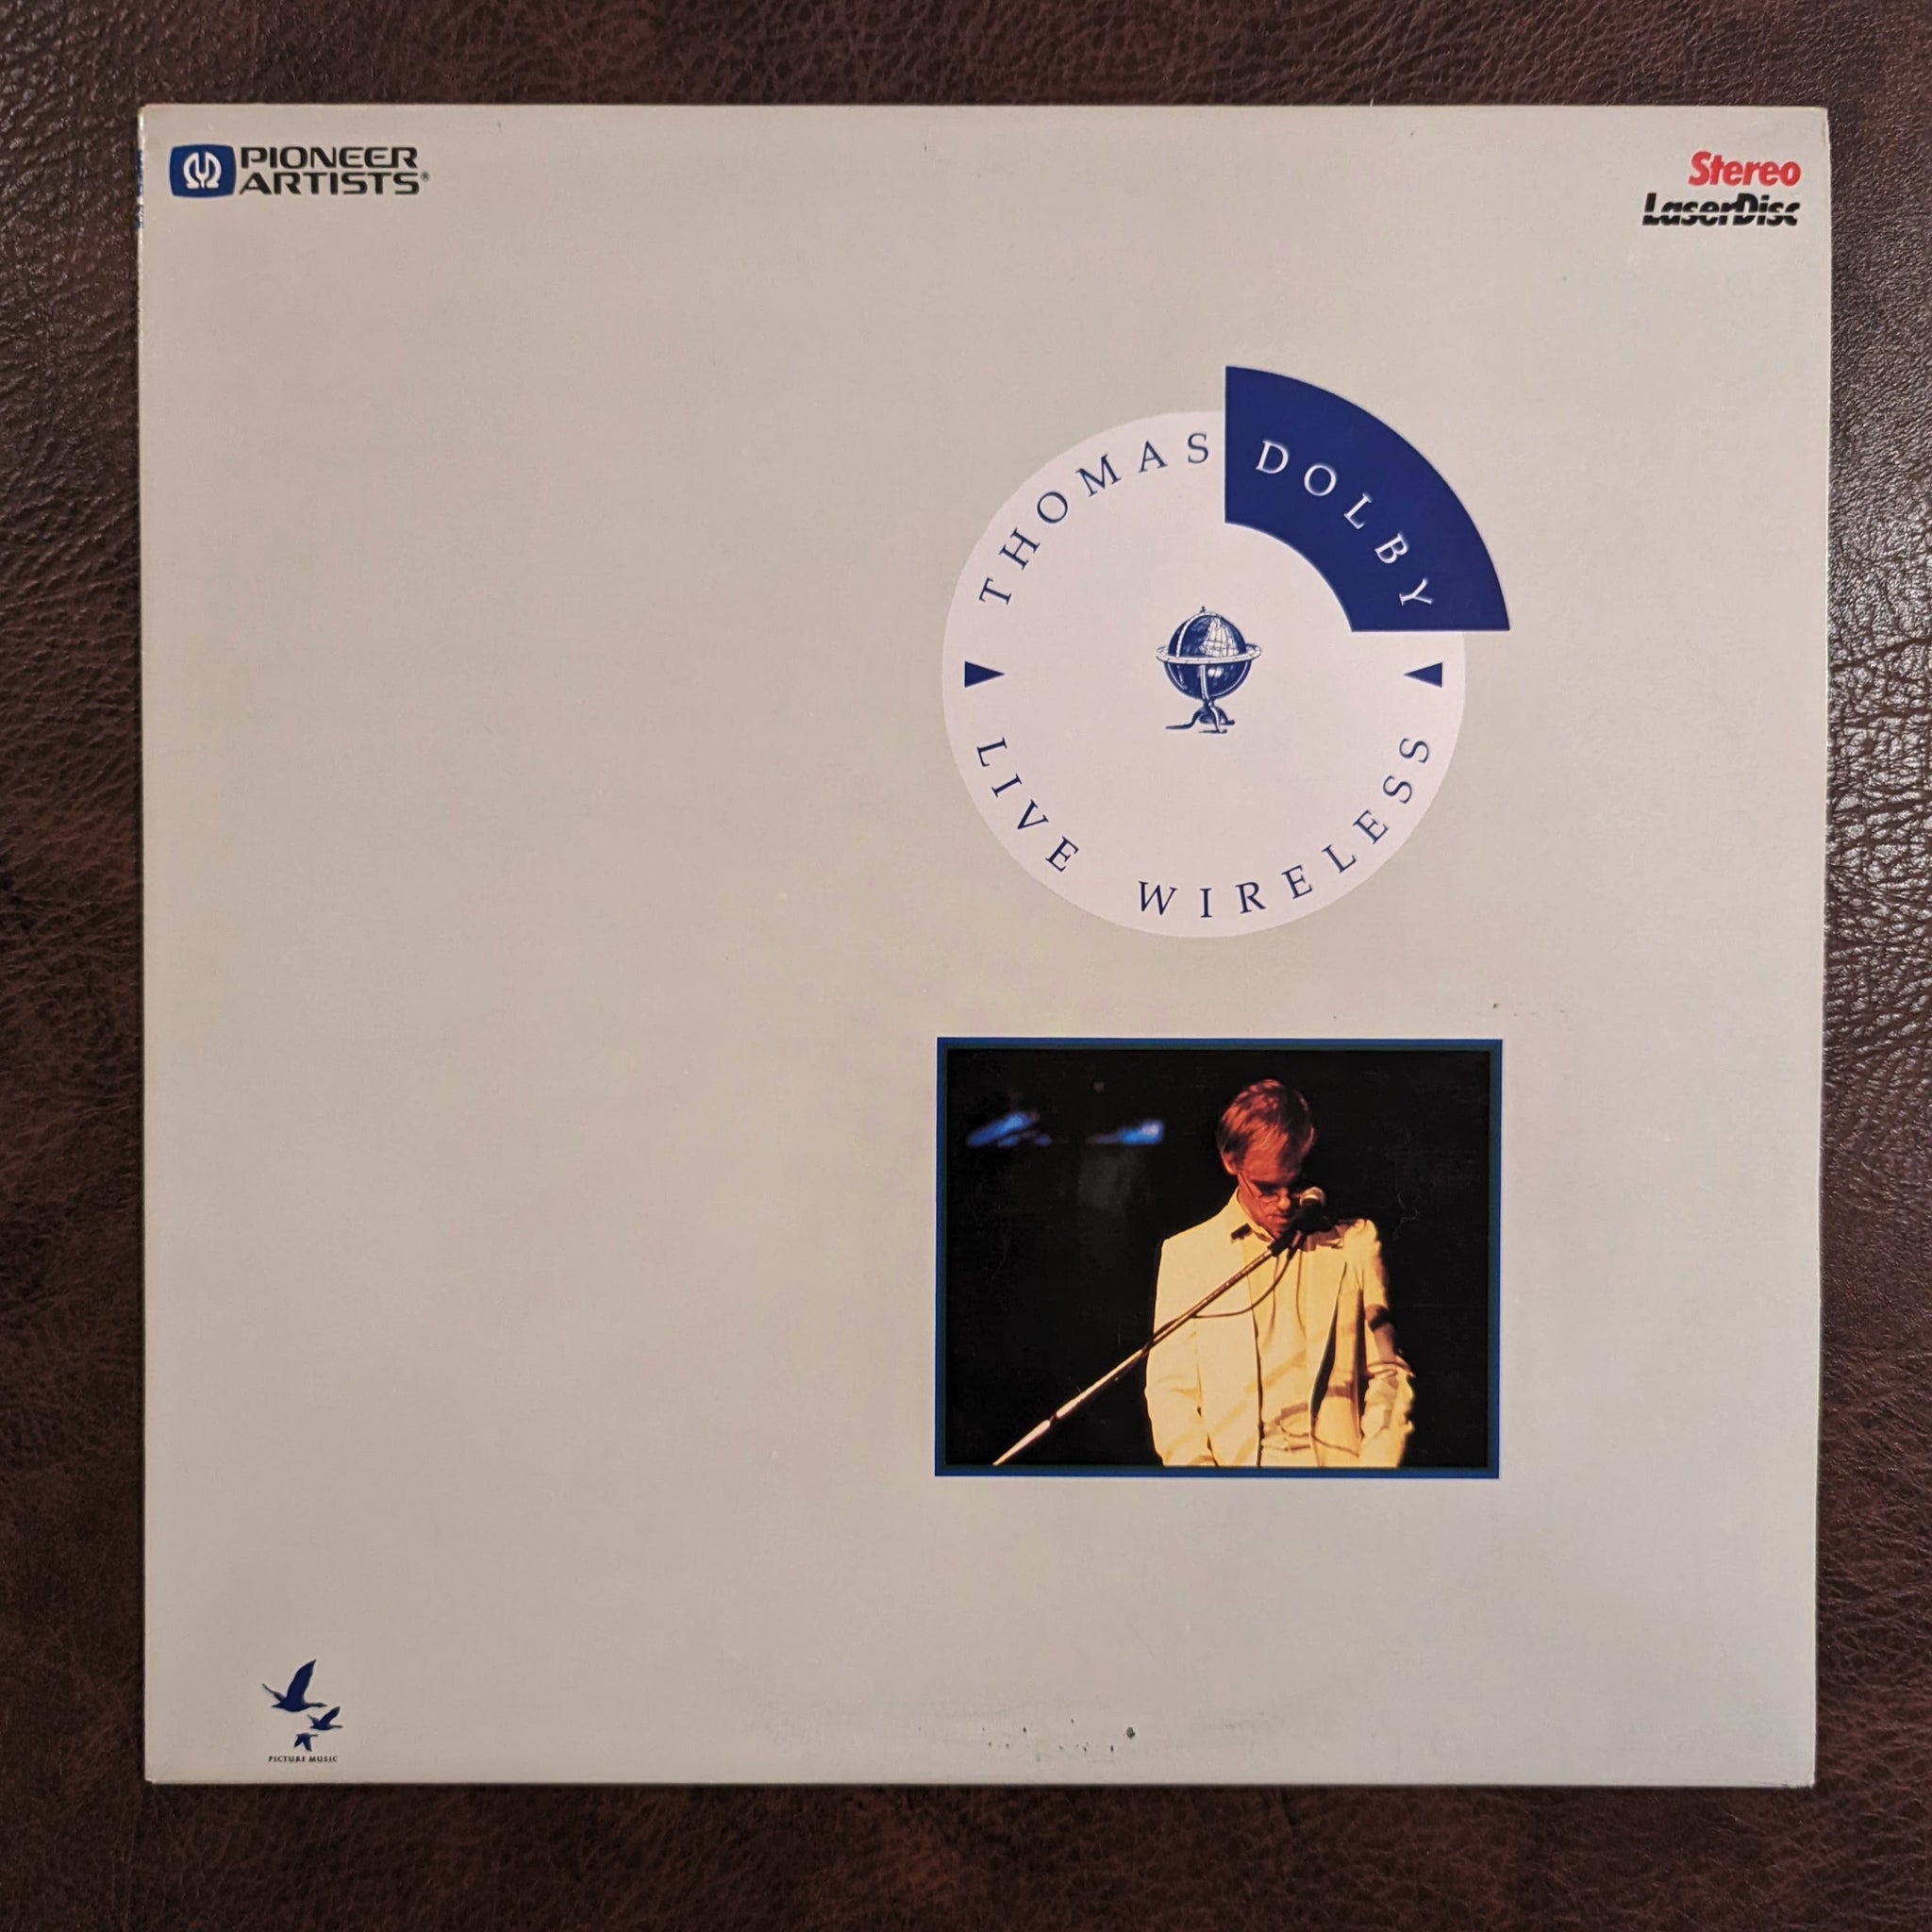 PIONEER
ARTISTS®
Stereo
LaserDisc
THOMAS DOLBY
LIVE WIRELESS
PICTURE MUSIC